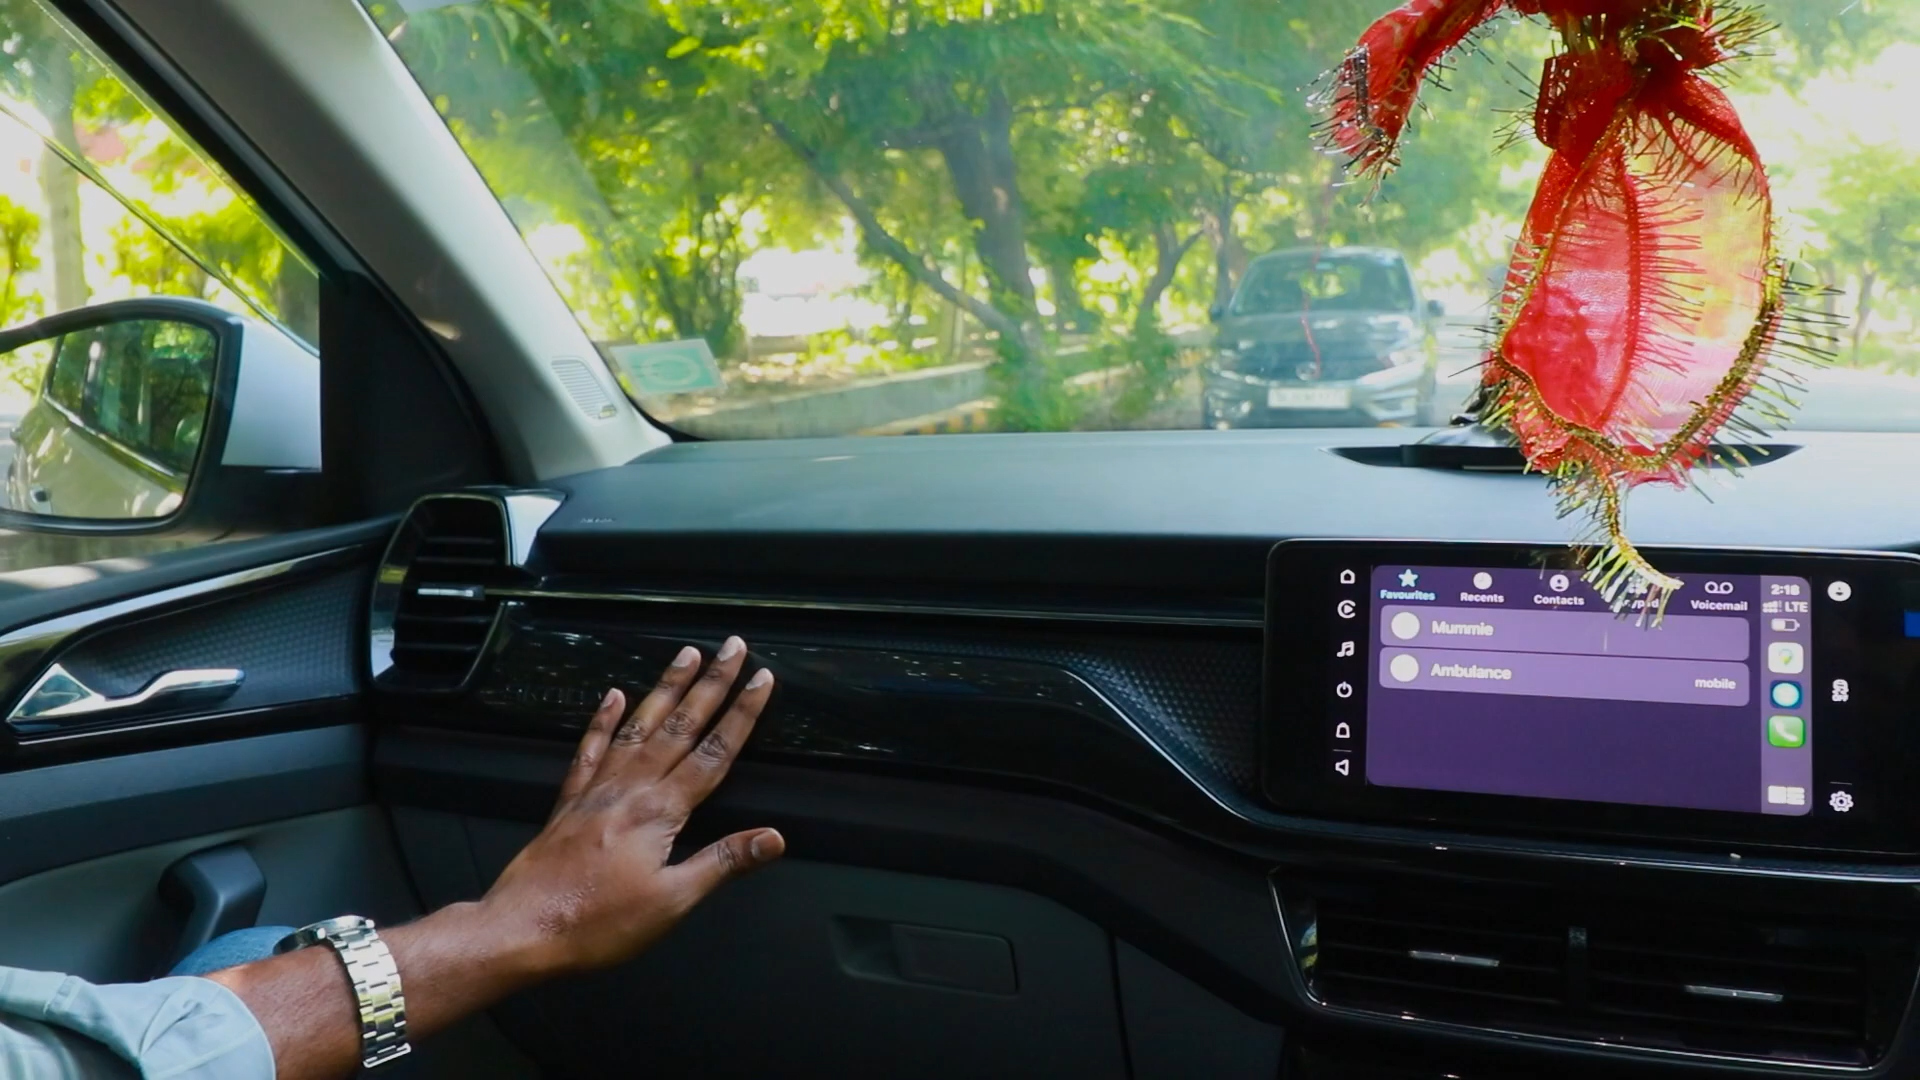 Favourites
Recents
Contacts
Voicemail
2:18
LTE
Mummie
Ambulance
mobile